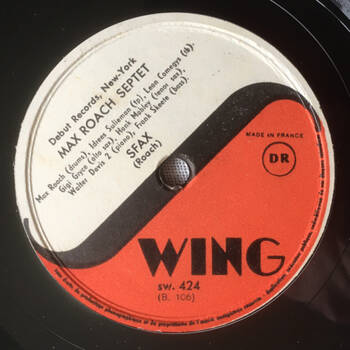 Debut Records, New-York
MAX ROACH SEPTET
Max Roach (drums), Idrees Sulieman (tp), Leon Comegys (tb).
Gigi Gryce (alto sax), Hank Mobley (tenor sax),
Walter Davis 2 (piano), Frank Skeete (bass).
SFAX
(Roach)
MADE IN FRANCE
DR
WING
sw. 424
(B. 106)